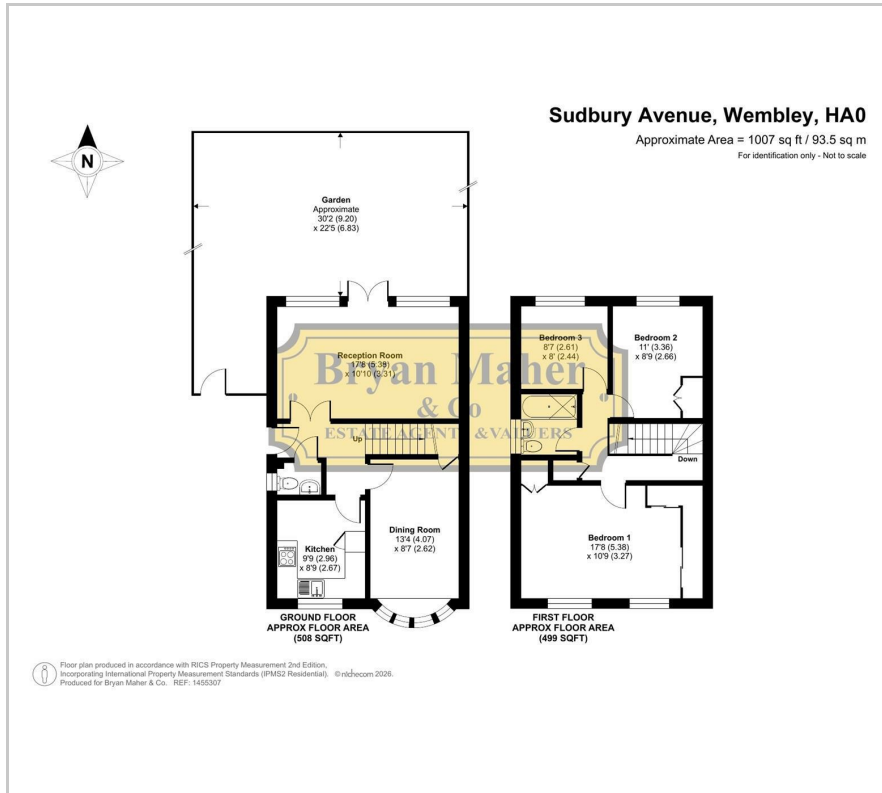 Sudbury Avenue, Wembley, HA0
Approximate Area = 1007 sq ft / 93.5 sq m
For identification only - Not to scale
N
Garden
Approximate
30'2 (9.20)
x 22'5 (6.83)
Reception Room
17'8 (5.39)
x 10'10 (3.31)
Bedroom 3
8'7 (2.61)
x 8' (2.44)
Bedroom 2
11' (3.36)
x 8'9 (2.66)
Bryan Maher
& Co
ESTATE AGENTS & VALUERS
Up
Down
Dining Room
13'4 (4.07)
x 8'7 (2.62)
Kitchen
9'9 (2.96)
x 8'9 (2.67)
Bedroom 1
17'8 (5.38)
x 10'9 (3.27)
GROUND FLOOR
APPROX FLOOR AREA
(508 SQFT)
FIRST FLOOR
APPROX FLOOR AREA
(499 SQFT)
Floor plan produced in accordance with RICS Property Measurement 2nd Edition,
Incorporating International Property Measurement Standards (IPMS2 Residential). © ntchecom 2026.
Produced for Bryan Maher & Co. REF: 1455307